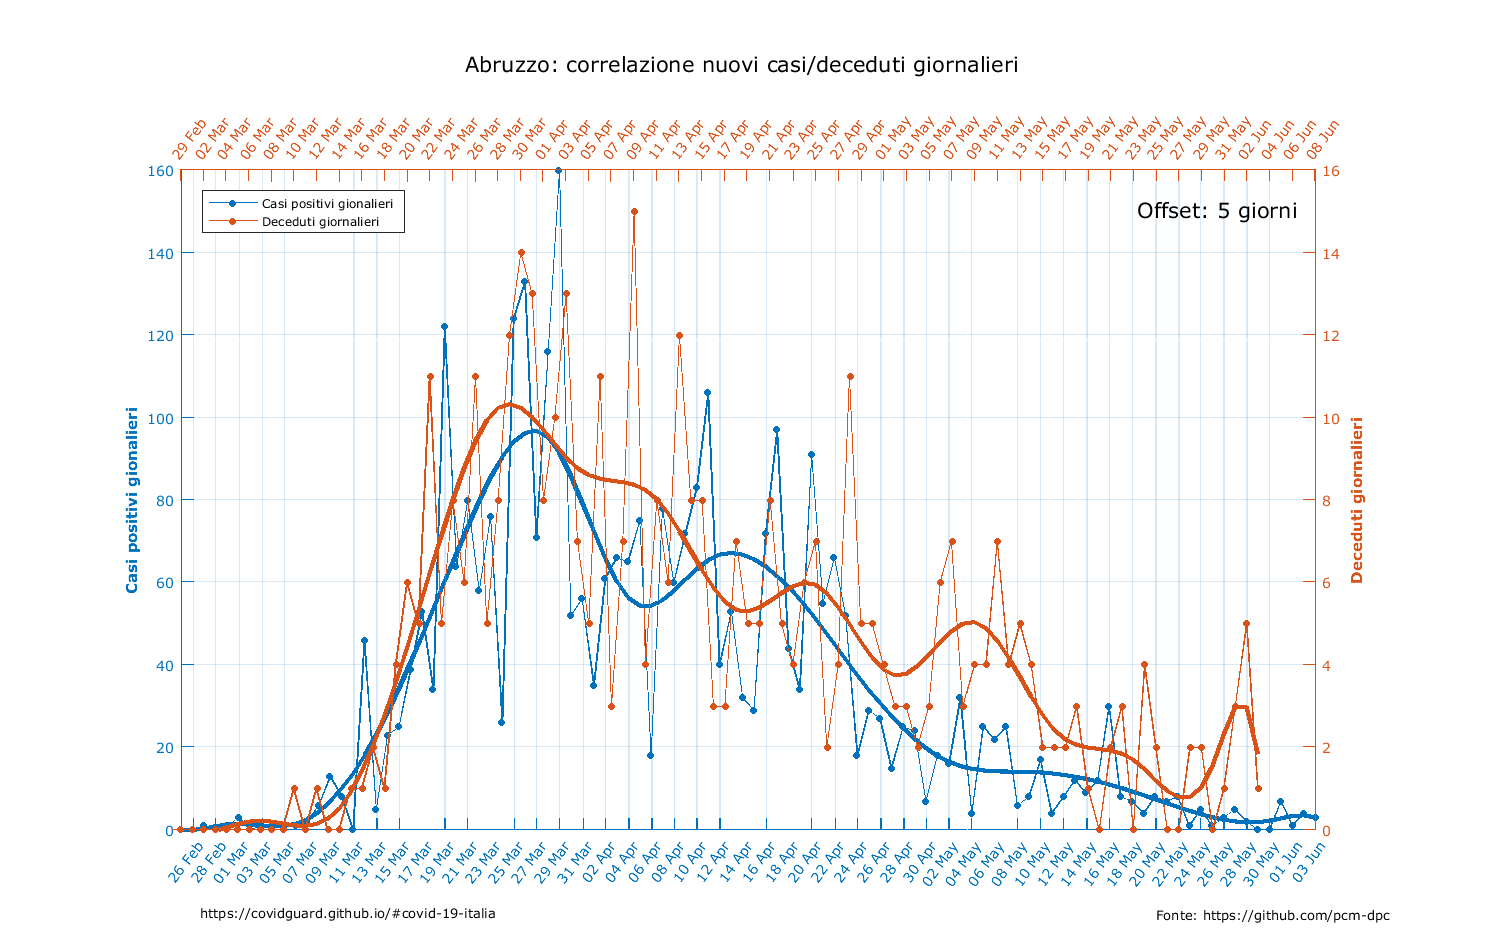 Abruzzo: correlazione nuovi casi/deceduti giornalieri
29 Feb 02 Mar 04 Mar 06 Mar 08 Mar 10 Mar 12 Mar 14 Mar 16 Mar 18 Mar 20 Mar 22 Mar 24 Mar 26 Mar 28 Mar 30 Mar 01 Apr 03 Apr 05 Apr 07 Apr 09 Apr 11 Apr 13 Apr 15 Apr 17 Apr 19 Apr 21 Apr 23 Apr 25 Apr 27 Apr 29 Apr 01 May 03 May 05 May 07 May 09 May 11 May 13 May 15 May 17 May 19 May 21 May 23 May 25 May 27 May 29 May 31 May 02 Jun 04 Jun 06 Jun 08 Jun
160 16
Casi positivi gionalieri
Deceduti giornalieri
Offset: 5 giorni
140 14
120 12
100 10
80 8
60 6
40 4
20 2
0 0
Casi positivi gionalieri
Deceduti giornalieri
26 Feb 28 Feb 01 Mar 03 Mar 05 Mar 07 Mar 09 Mar 11 Mar 13 Mar 15 Mar 17 Mar 19 Mar 21 Mar 23 Mar 25 Mar 27 Mar 29 Mar 31 Mar 02 Apr 04 Apr 06 Apr 08 Apr 10 Apr 12 Apr 14 Apr 16 Apr 18 Apr 20 Apr 22 Apr 24 Apr 26 Apr 28 Apr 30 Apr 02 May 04 May 06 May 08 May 10 May 12 May 14 May 16 May 18 May 20 May 22 May 24 May 26 May 28 May 30 May 01 Jun 03 Jun
https://covidguard.github.io/#covid-19-italia
Fonte: https://github.com/pcm-dpc